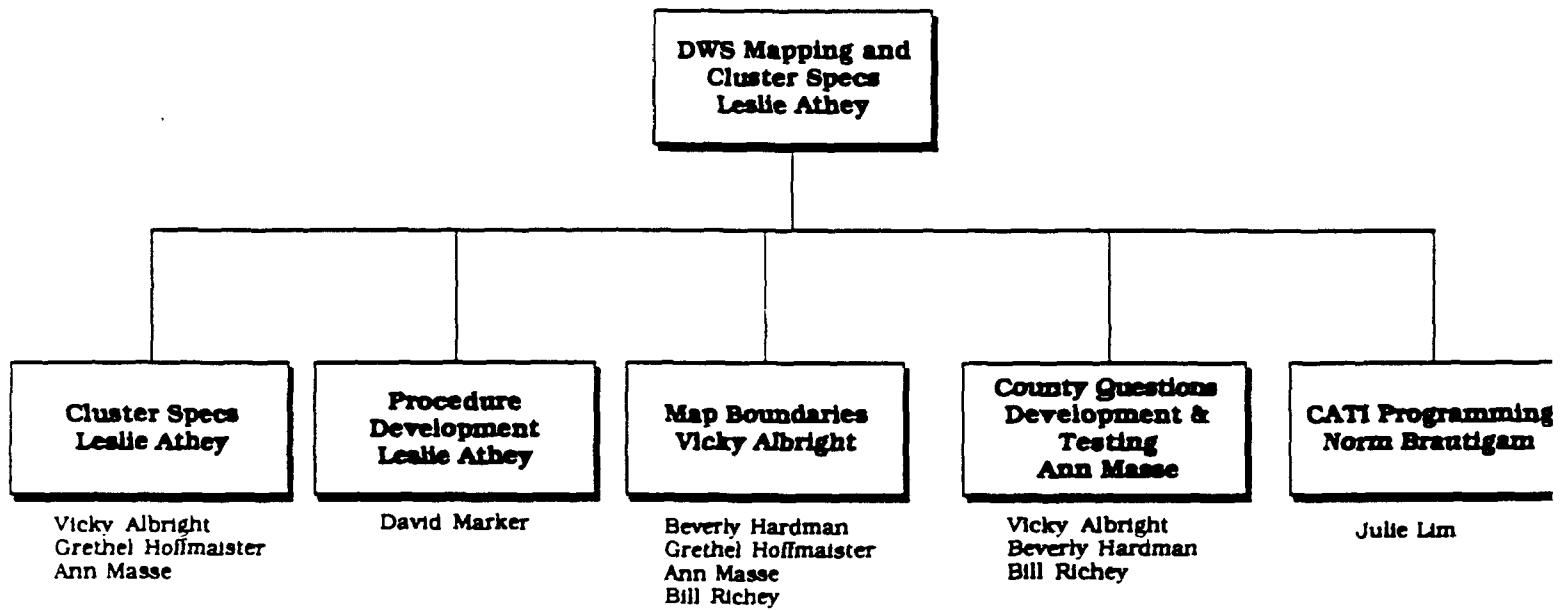 DWS Mapping and
Cluster Specs
Leslie Athey
Cluster Specs
Leslie Athey
Vicky Albright
Grethel Hoffmaister
Ann Masse
Procedure
Development
Leslie Athey
David Marker
Map Boundaries
Vicky Albright
Beverly Hardman
Grethel Hoffmaister
Ann Masse
Bill Richey
County Questions
Development &
Testing
Ann Masse
Vicky Albright
Beverly Hardman
Bill Richey
CATI Programming
Norm Brautigam
Julie Lim